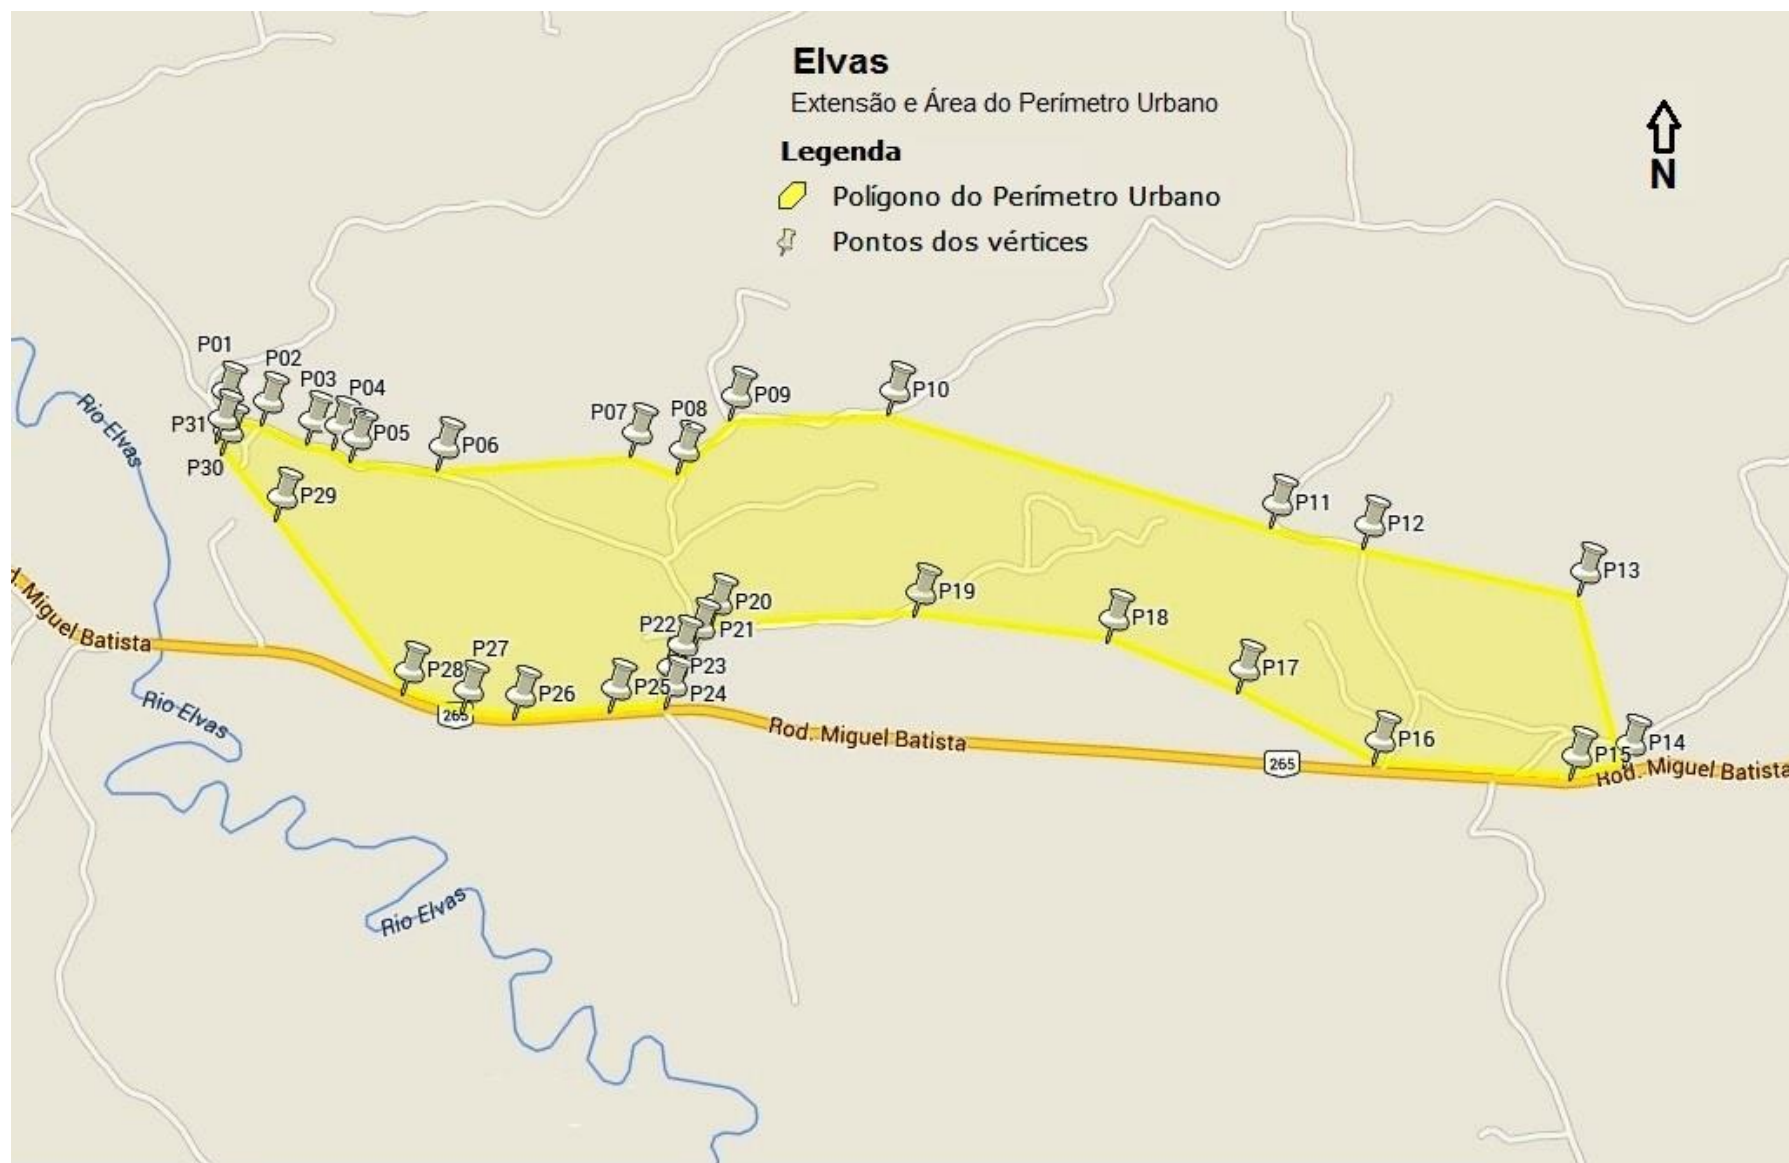 Elvas
Extensão e Área do Perímetro Urbano
Legenda
Polígono do Perímetro Urbano
Pontos dos vértices
N
P01
P02
P03
P04
P05
P06
P07
P08
P09
P10
P11
P12
P13
P14
P15
P16
P17
P18
P19
P20
P21
P22
P23
P24
P25
P26
P27
P28
P29
P30
P31
Rio Elvas
d. Miguel Batista
Rio Elvas
265
Rod. Miguel Batista
265
Rod. Miguel Batista
Rio Elvas